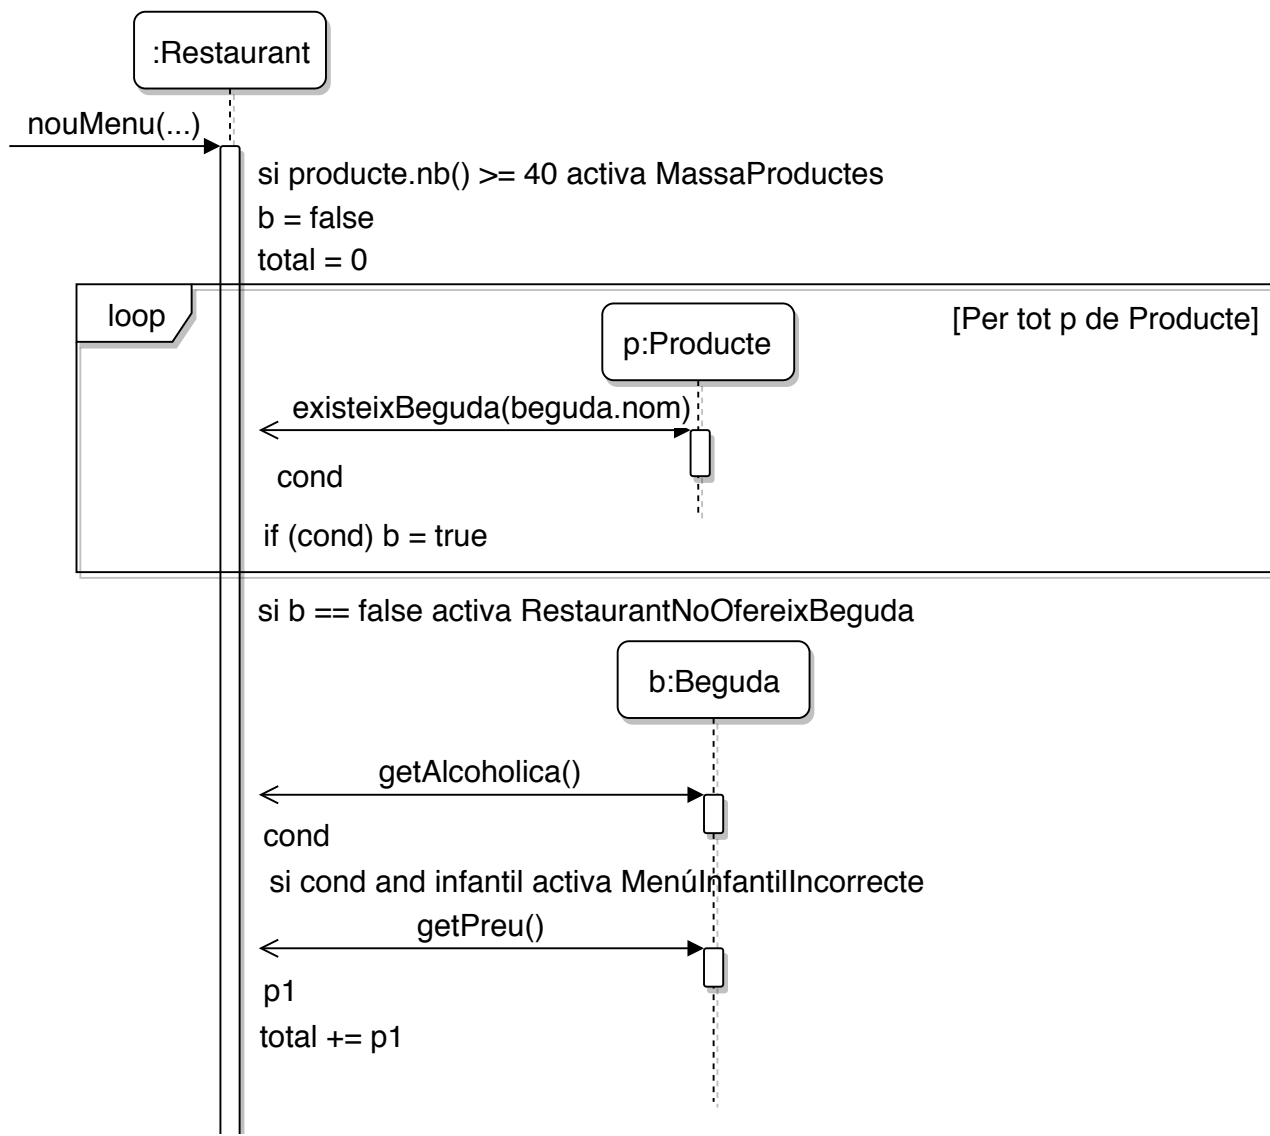 :Restaurant
nouMenu(...)
si producte.nb() >= 40 activa MassaProductes
b = false
total = 0
loop
[Per tot p de Producte]
p:Producte
existeixBeguda(beguda.nom)
cond
if (cond) b = true
si b == false activa RestaurantNoOfereixBeguda
b:Beguda
getAlcoholica()
cond
si cond and infantil activa MenúInfantilIncorrecte
getPreu()
p1
total += p1